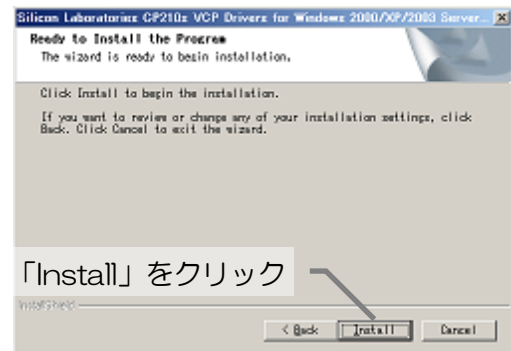 Silicon Laboratories CP210x VCP Drivers for Windows 2000/XP/2003 Server...
Ready to Install the Program
The wizard is ready to begin installation.
Click Install to begin the installation.
If you want to review or change any of your installation settings, click
Back. Click Cancel to exit the wizard.
「Install」をクリック
InstallShield
< Back Install Cancel